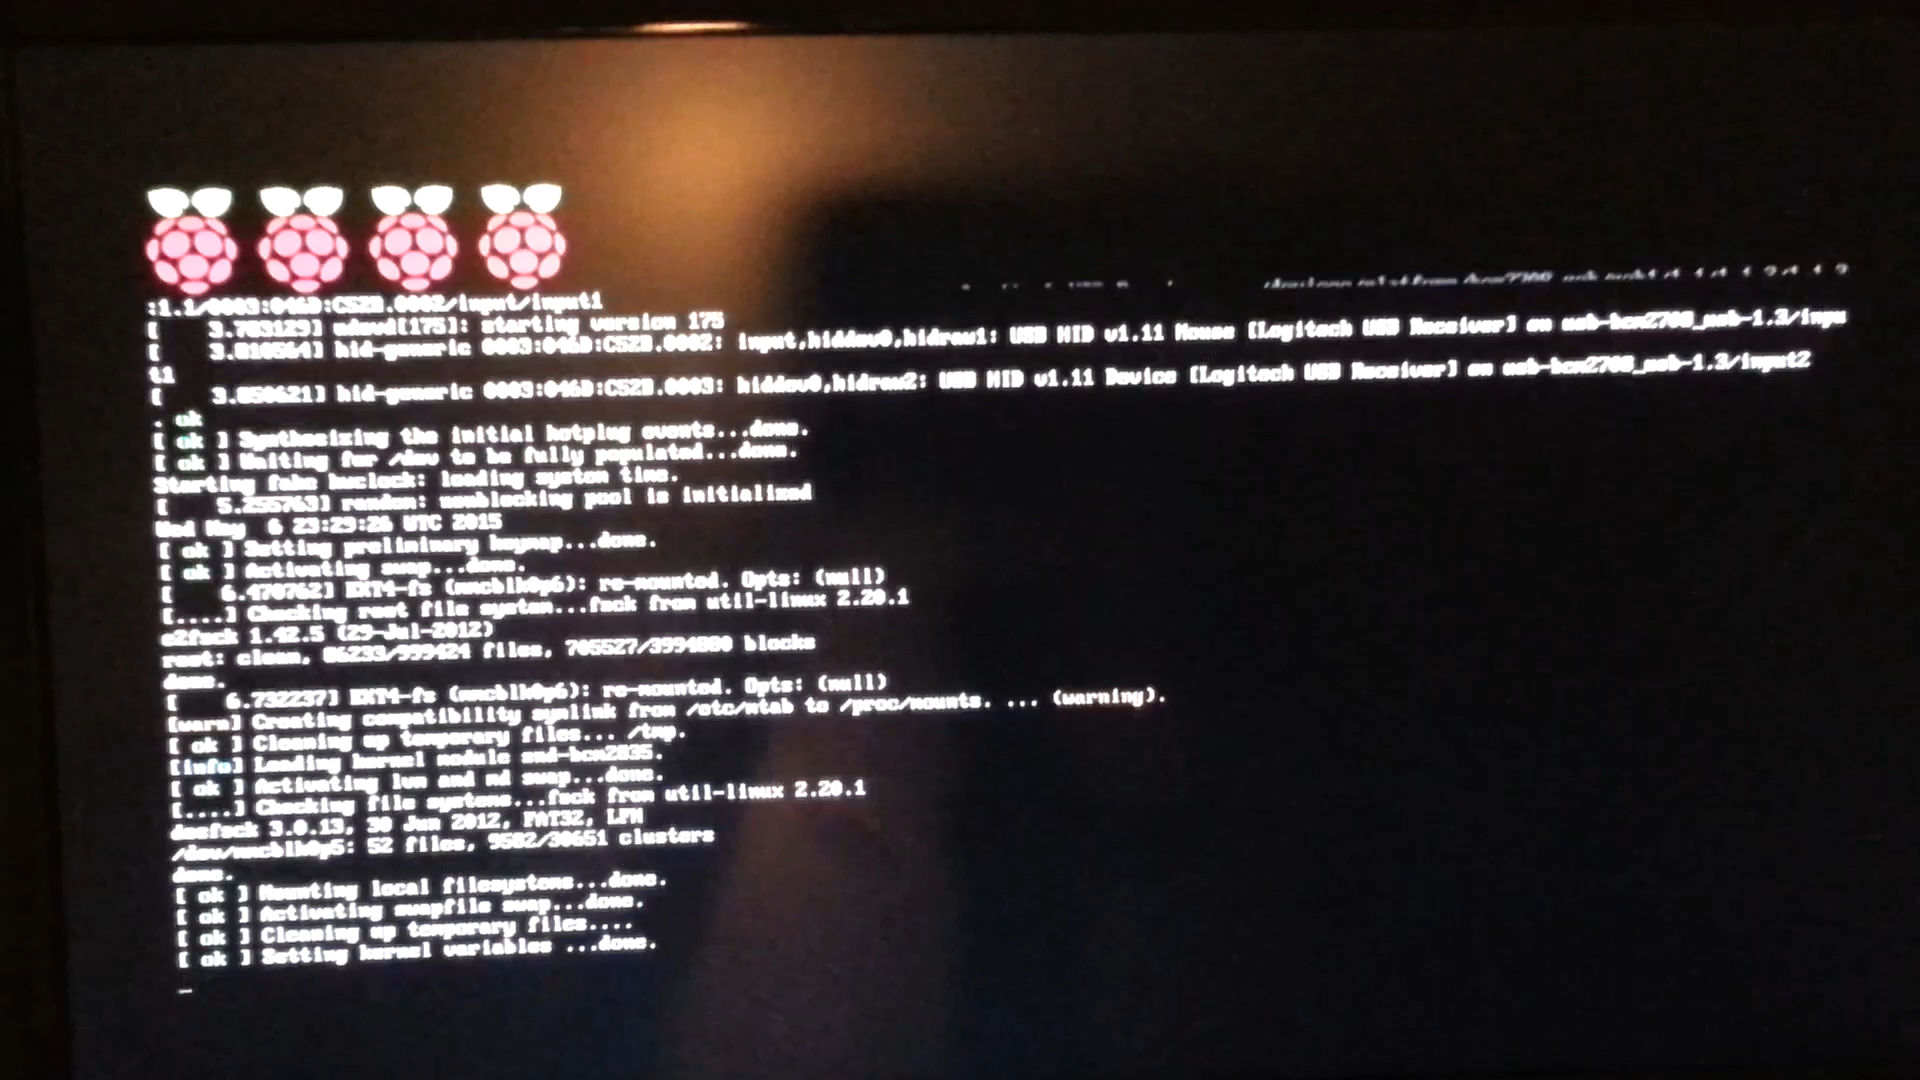 :1.1/0003:046D:C52B.0002/input/input1
[    3.783129] udevd[175]: starting version 175
[    3.810564] hid-generic 0003:046D:C52B.0002: input,hiddev0,hidraw1: USB HID v1.11 Mouse [Logitech USB Receiver] on usb-bcm2708_usb-1.3/inpu
t1
[    3.850621] hid-generic 0003:046D:C52B.0003: hiddev0,hidraw2: USB HID v1.11 Device [Logitech USB Receiver] on usb-bcm2708_usb-1.3/input2
. ok
[ ok ] Synthesizing the initial hotplug events...done.
[ ok ] Waiting for /dev to be fully populated...done.
Starting fake hwclock: loading system time.
[    5.255763] random: nonblocking pool is initialized
Wed May  6 23:29:26 UTC 2015
[ ok ] Setting preliminary keymap...done.
[ ok ] Activating swap...done.
[    6.470762] EXT4-fs (mmcblk0p6): re-mounted. Opts: (null)
[....] Checking root file system...fsck from util-linux 2.20.1
e2fsck 1.42.5 (29-Jul-2012)
root: clean, 86233/999424 files, 705527/3994880 blocks
done.
[    6.732237] EXT4-fs (mmcblk0p6): re-mounted. Opts: (null)
[warn] Creating compatibility symlink from /etc/mtab to /proc/mounts. ... (warning).
[ ok ] Cleaning up temporary files... /tmp.
[info] Loading kernel module snd-bcm2835.
[ ok ] Activating lvm and md swap...done.
[....] Checking file systems...fsck from util-linux 2.20.1
dosfsck 3.0.13, 30 Jun 2012, FAT32, LFN
/dev/mmcblk0p5: 52 files, 9582/30651 clusters
done.
[ ok ] Mounting local filesystems...done.
[ ok ] Activating swapfile swap...done.
[ ok ] Cleaning up temporary files....
[ ok ] Setting kernel variables ...done.
_